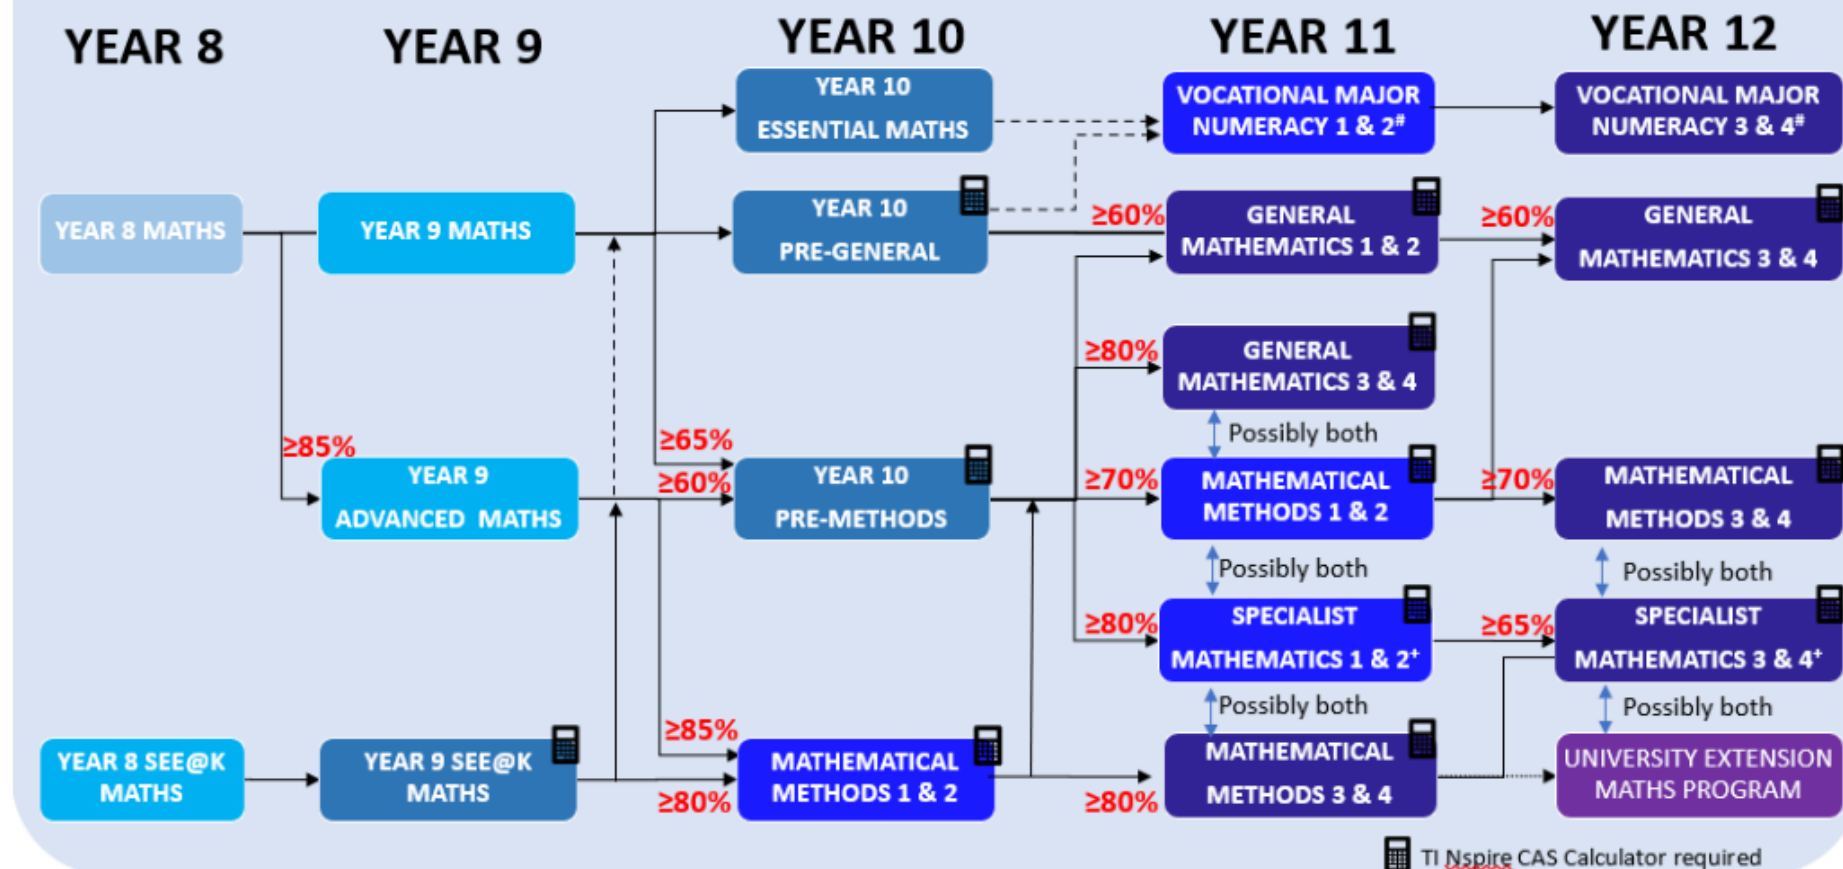 YEAR 8
YEAR 9
YEAR 10
YEAR 11
YEAR 12
YEAR 10
ESSENTIAL MATHS
VOCATIONAL MAJOR
NUMERACY 1 & 2#
VOCATIONAL MAJOR
NUMERACY 3 & 4#
YEAR 8 MATHS
YEAR 9 MATHS
YEAR 10
PRE-GENERAL
≥60%
GENERAL
MATHEMATICS 1 & 2
≥60%
GENERAL
MATHEMATICS 3 & 4
≥80%
GENERAL
MATHEMATICS 3 & 4
Possibly both
≥85%
YEAR 9
ADVANCED MATHS
≥65%
≥60%
YEAR 10
PRE-METHODS
≥70%
MATHEMATICAL
METHODS 1 & 2
≥70%
MATHEMATICAL
METHODS 3 & 4
Possibly both
Possibly both
≥80%
SPECIALIST
MATHEMATICS 1 & 2+
≥65%
SPECIALIST
MATHEMATICS 3 & 4+
Possibly both
Possibly both
YEAR 8 SEE@K
MATHS
YEAR 9 SEE@K
MATHS
≥85%
≥80%
MATHEMATICAL
METHODS 1 & 2
≥80%
MATHEMATICAL
METHODS 3 & 4
UNIVERSITY EXTENSION
MATHS PROGRAM
TI Nspire CAS Calculator required